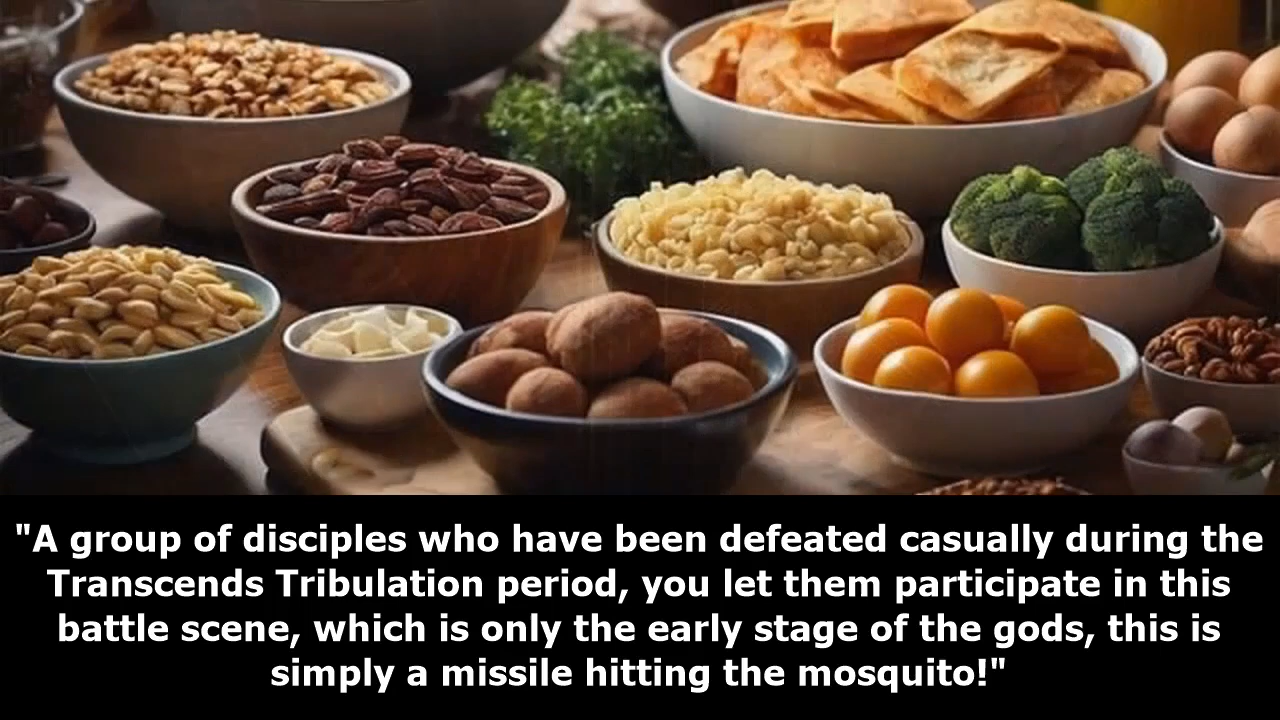 "A group of disciples who have been defeated casually during the
Transcends Tribulation period, you let them participate in this
battle scene, which is only the early stage of the gods, this is
simply a missile hitting the mosquito!"